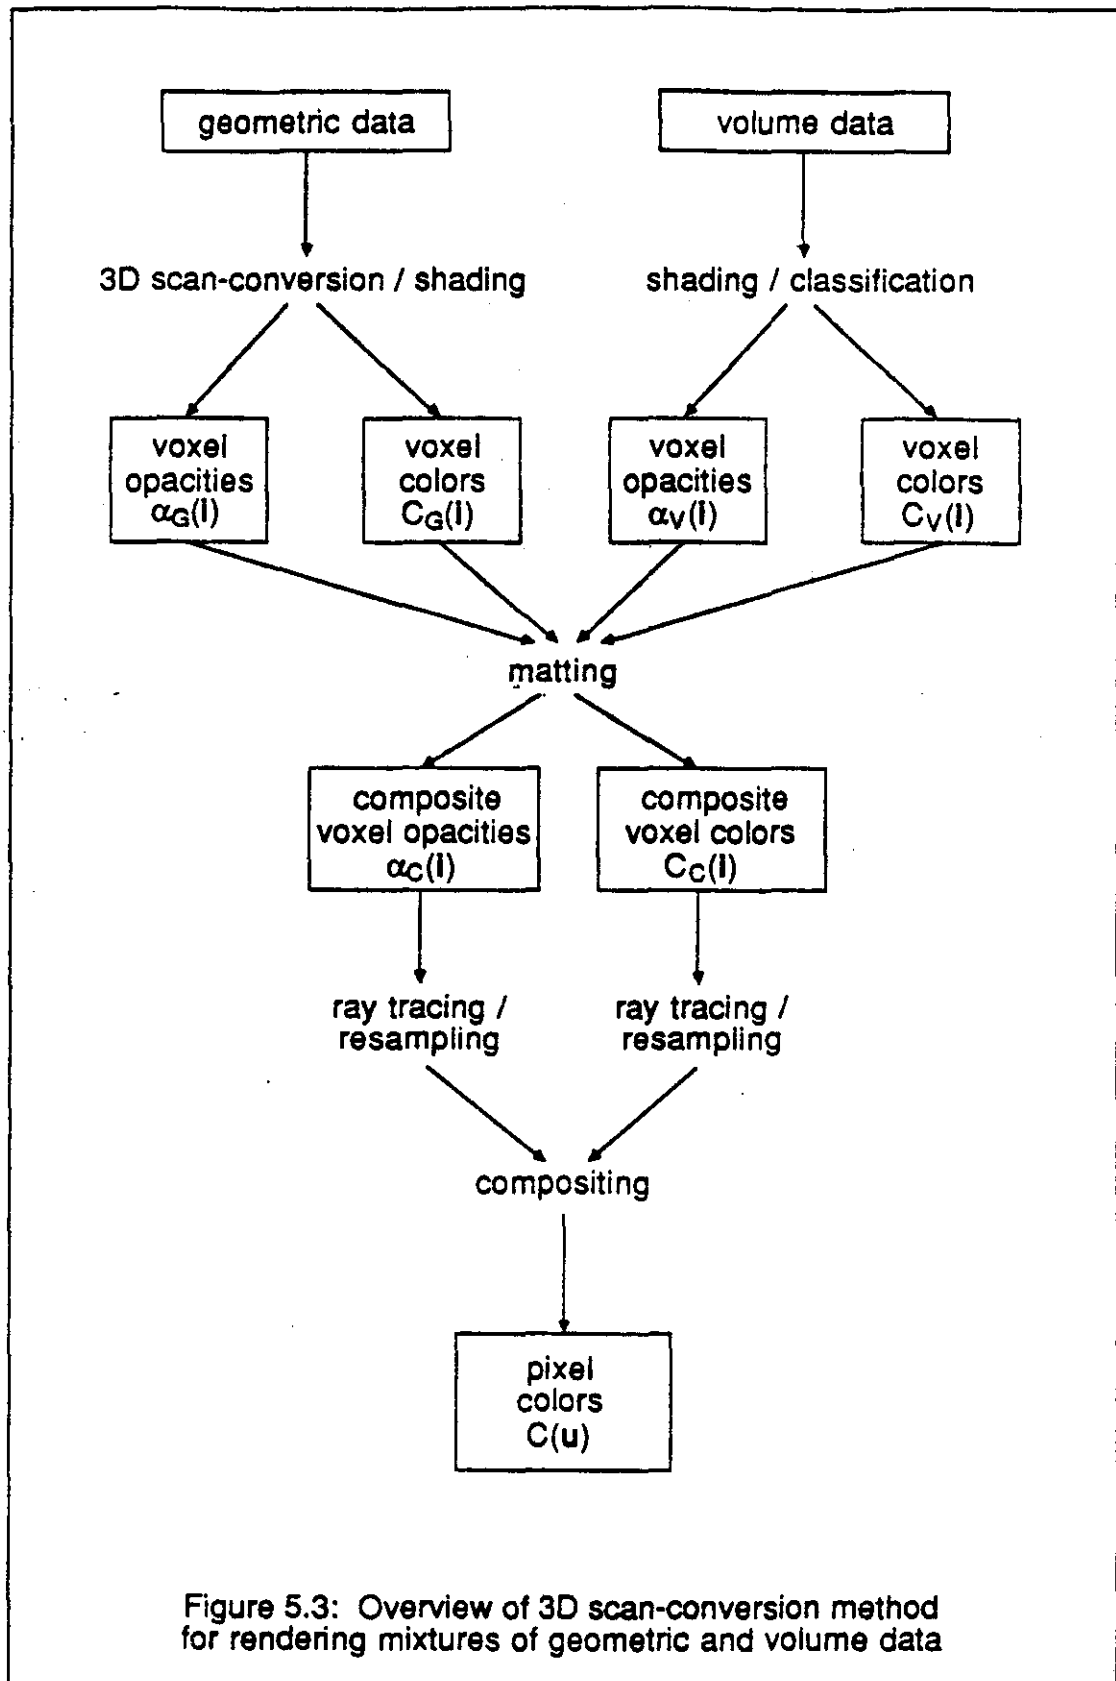 geometric data
volume data
3D scan-conversion / shading
shading / classification
voxel
opacities
αG(i)
voxel
colors
CG(i)
voxel
opacities
αV(i)
voxel
colors
CV(i)
matting
composite
voxel opacities
αC(i)
composite
voxel colors
CC(i)
ray tracing /
resampling
ray tracing /
resampling
compositing
pixel
colors
C(u)
Figure 5.3: Overview of 3D scan-conversion method
for rendering mixtures of geometric and volume data